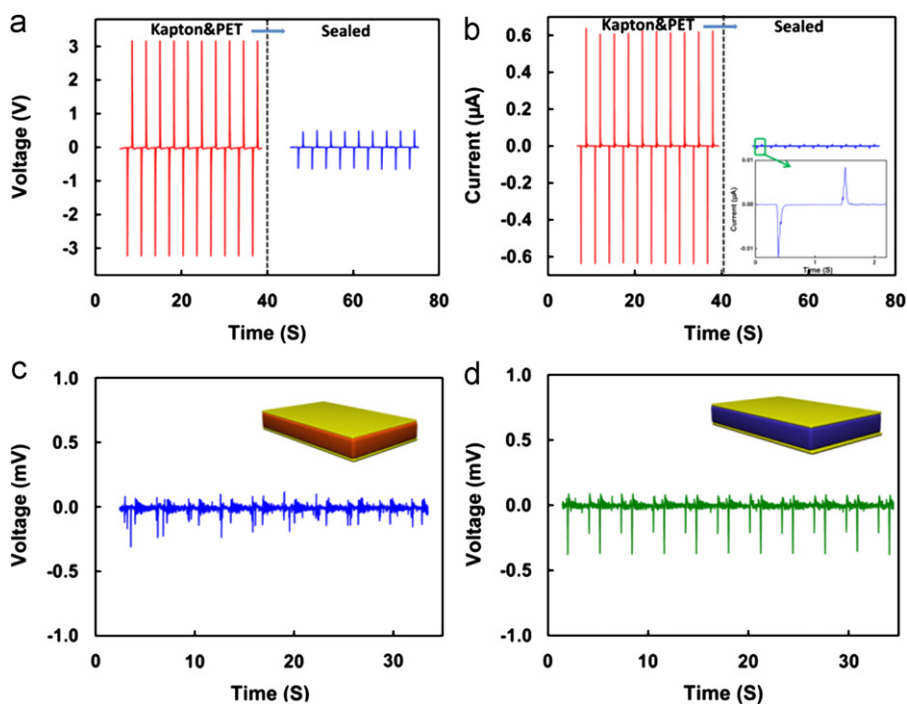 a
Kapton&PET
Sealed
3
2
1
0
-1
-2
-3
Voltage (V)
0 20 40 60 80
Time (S)
b
Kapton&PET
Sealed
0.6
0.4
0.2
0.0
-0.2
-0.4
-0.6
Current (µA)
0.01
0.00
-0.01
Current (µA)
0 1 2
Time (S)
0 20 40 60 80
Time (S)
c
1.0
0.5
0.0
-0.5
-1.0
Voltage (mV)
0 10 20 30
Time (S)
d
1.0
0.5
0.0
-0.5
-1.0
Voltage (mV)
0 10 20 30
Time (S)